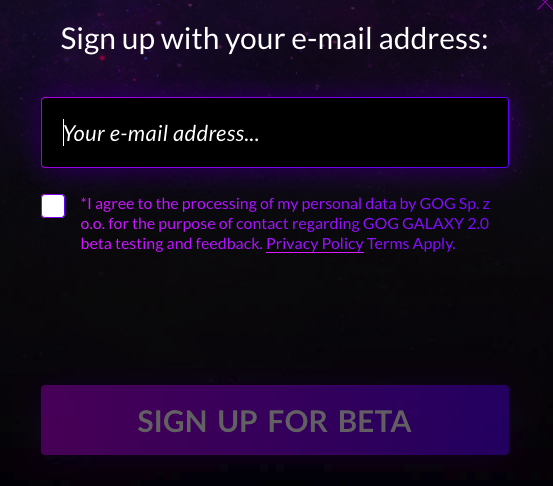 Sign up with your e-mail address:
Your e-mail address...
*I agree to the processing of my personal data by GOG Sp. z
o.o. for the purpose of contact regarding GOG GALAXY 2.0
beta testing and feedback. Privacy Policy Terms Apply.
SIGN UP FOR BETA